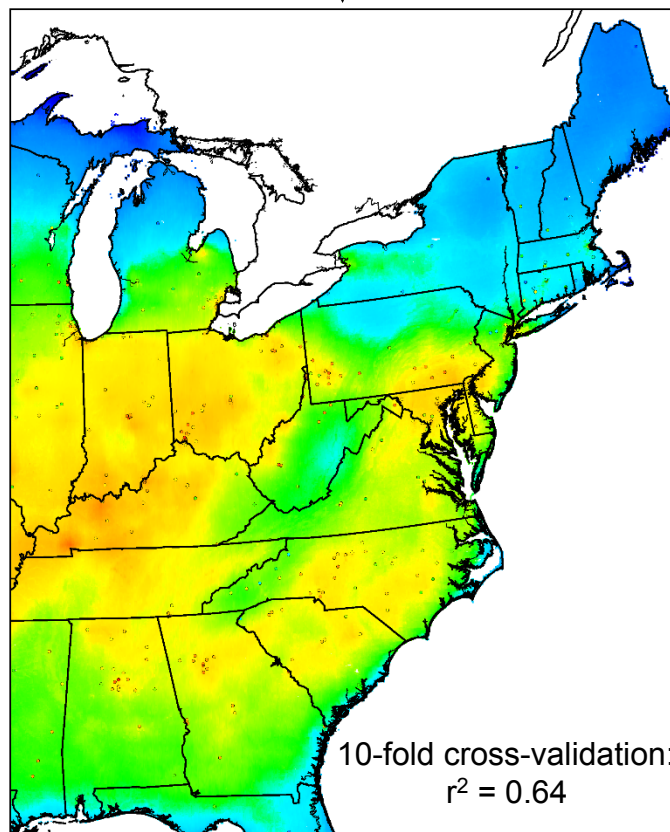 10-fold cross-validation:
r² = 0.64